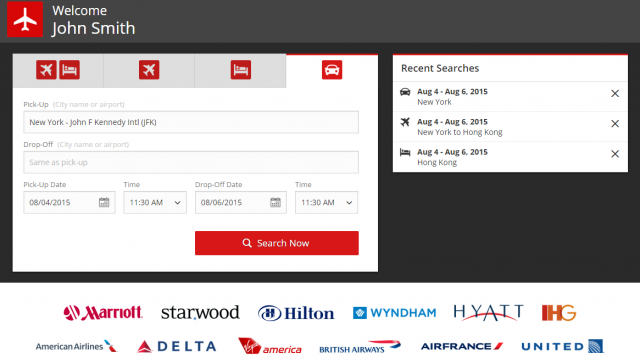 Welcome
John Smith
Pick-Up (City name or airport)
New York - John F Kennedy Intl (JFK)
Drop-Off (City name or airport)
Same as pick-up
Pick-Up Date Time Drop-Off Date Time
08/04/2015 11:30 AM 08/06/2015 11:30 AM
Search Now
Recent Searches
Aug 4 - Aug 6, 2015
New York
Aug 4 - Aug 6, 2015
New York to Hong Kong
Aug 4 - Aug 6, 2015
Hong Kong
Marriott starwood Hilton WYNDHAM HYATT IHG
American Airlines DELTA Virgin america BRITISH AIRWAYS AIRFRANCE UNITED